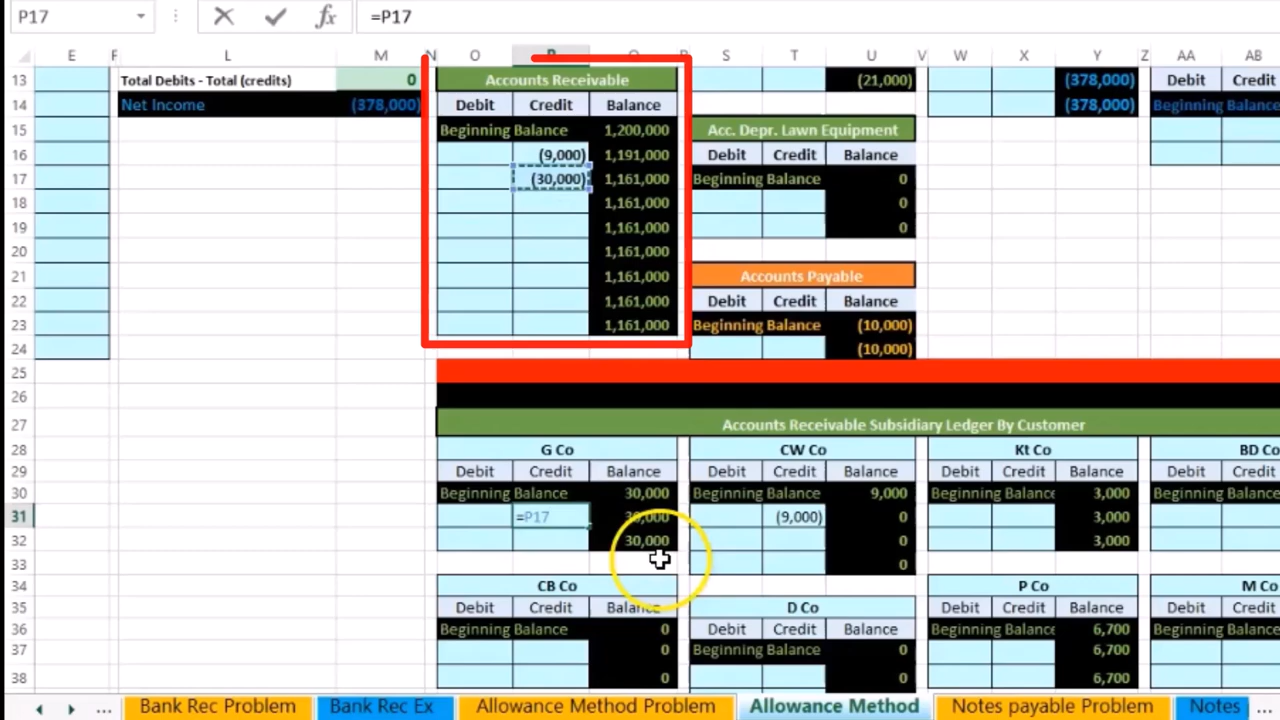 P17 fx =P17
E F L M N O P Q R S T U V W X Y Z AA AB
13 Total Debits - Total (credits) 0 Accounts Receivable (21,000) (378,000) Debit Credit
14 Net Income (378,000) Debit Credit Balance (378,000) Beginning Balance
15 Beginning Balance 1,200,000 Acc. Depr. Lawn Equipment
16 (9,000) 1,191,000 Debit Credit Balance
17 (30,000) 1,161,000 Beginning Balance 0
18 1,161,000 0
19 1,161,000 0
20 1,161,000
21 1,161,000 Accounts Payable
22 1,161,000 Debit Credit Balance
23 1,161,000 Beginning Balance (10,000)
24 (10,000)
25
26
27 Accounts Receivable Subsidiary Ledger By Customer
28 G Co CW Co Kt Co BD Co
29 Debit Credit Balance Debit Credit Balance Debit Credit Balance Debit Credit
30 Beginning Balance 30,000 Beginning Balance 9,000 Beginning Balance 3,000 Beginning Balance
31 =P17 30,000 (9,000) 0 3,000
32 30,000 0 3,000
33 0
34 CB Co P Co M Co
35 Debit Credit Balance D Co Debit Credit Balance Debit Credit
36 Beginning Balance 0 Debit Credit Balance Beginning Balance 6,700 Beginning Balance
37 0 Beginning Balance 0 6,700
38 0 0 6,700
... Bank Rec Problem Bank Rec Ex Allowance Method Problem Allowance Method Notes payable Problem Notes ...